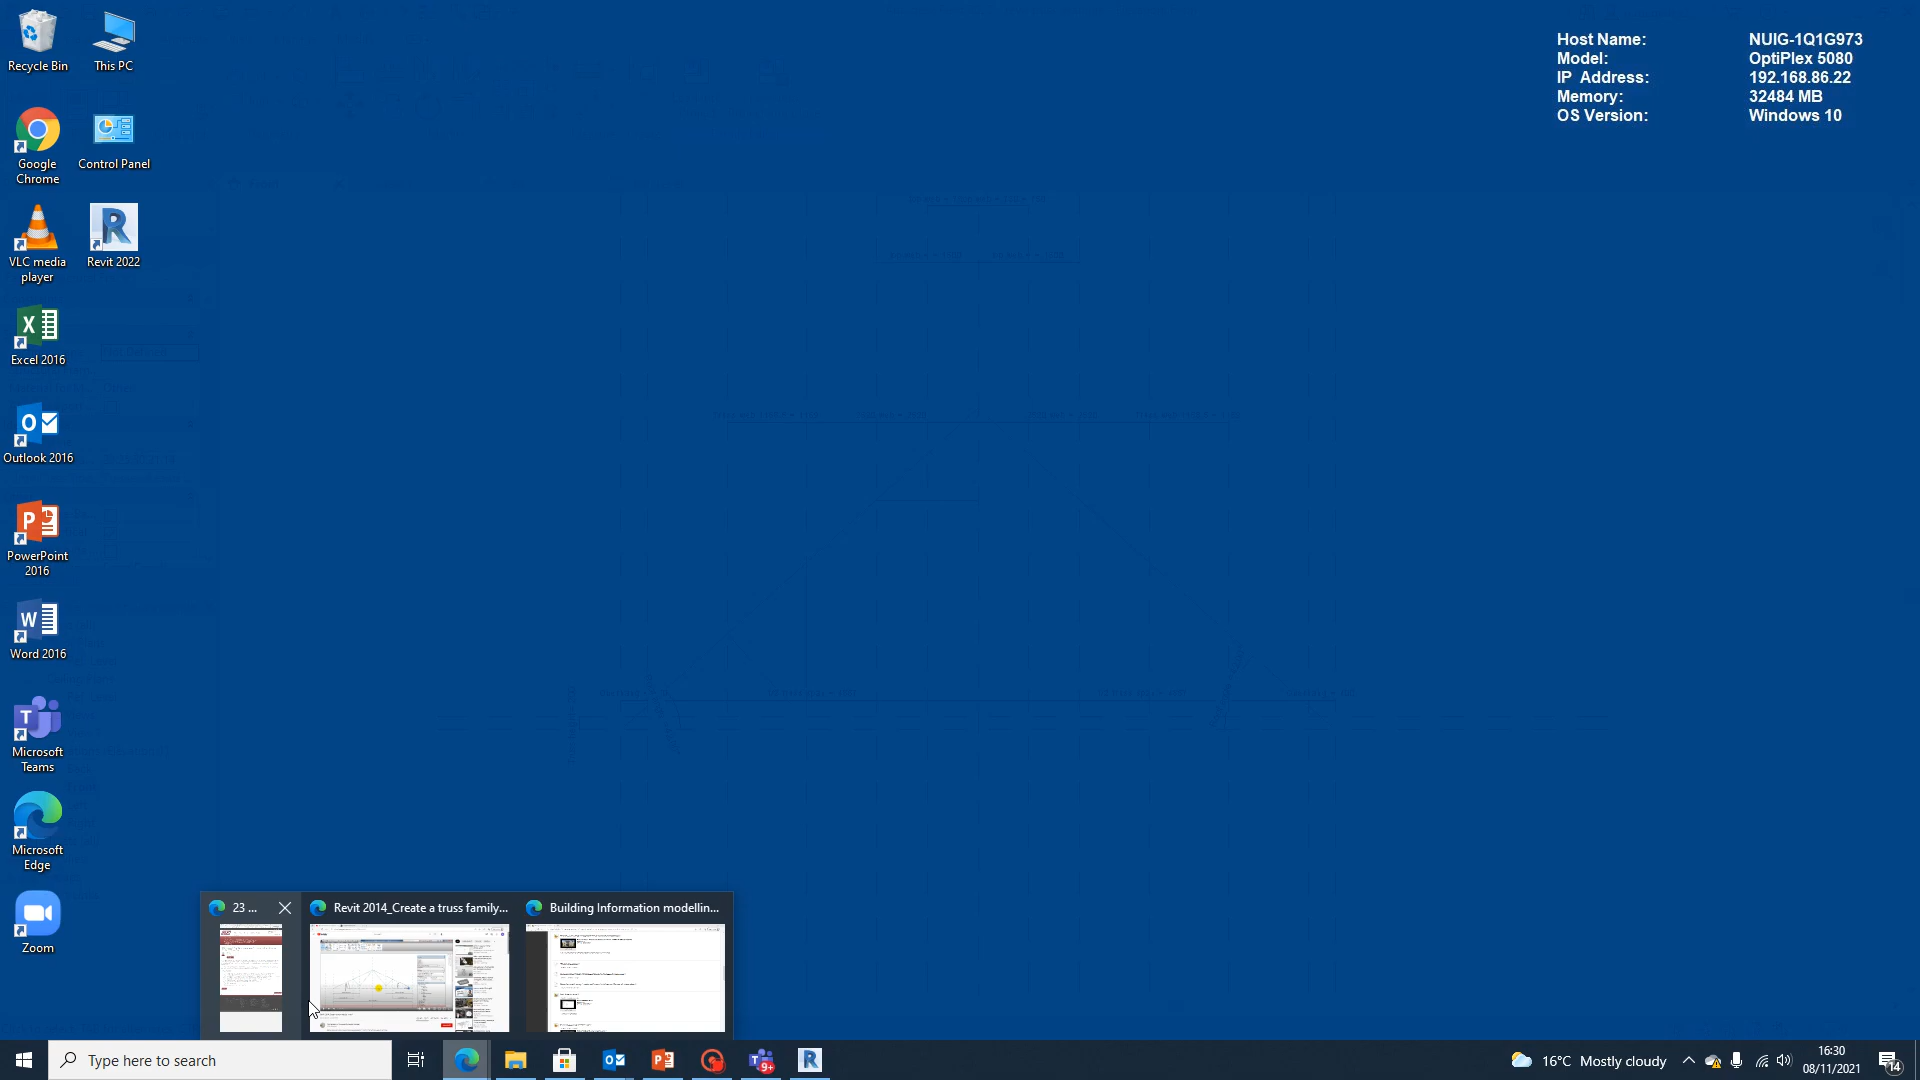 Recycle Bin
This PC
Google
Chrome
Control Panel
VLC media
player
Revit 2022
Excel 2016
Outlook 2016
PowerPoint
2016
Word 2016
Microsoft
Teams
Microsoft
Edge
Zoom
Host Name: NUIG-1Q1G973
Model: OptiPlex 5080
IP Address: 192.168.86.22
Memory: 32484 MB
OS Version: Windows 10
23 ...
Revit 2014_Create a truss family...
Building Information modellin...
Type here to search
9+
16°C Mostly cloudy
16:30
08/11/2021
14